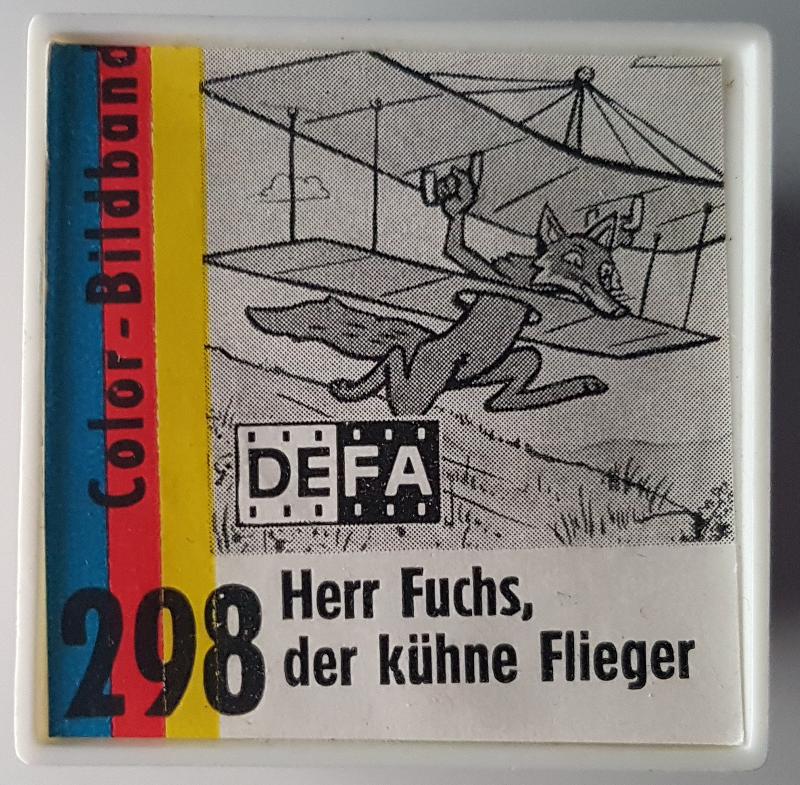 Color-Bildband
DEFA
298
Herr Fuchs,
der kühne Flieger